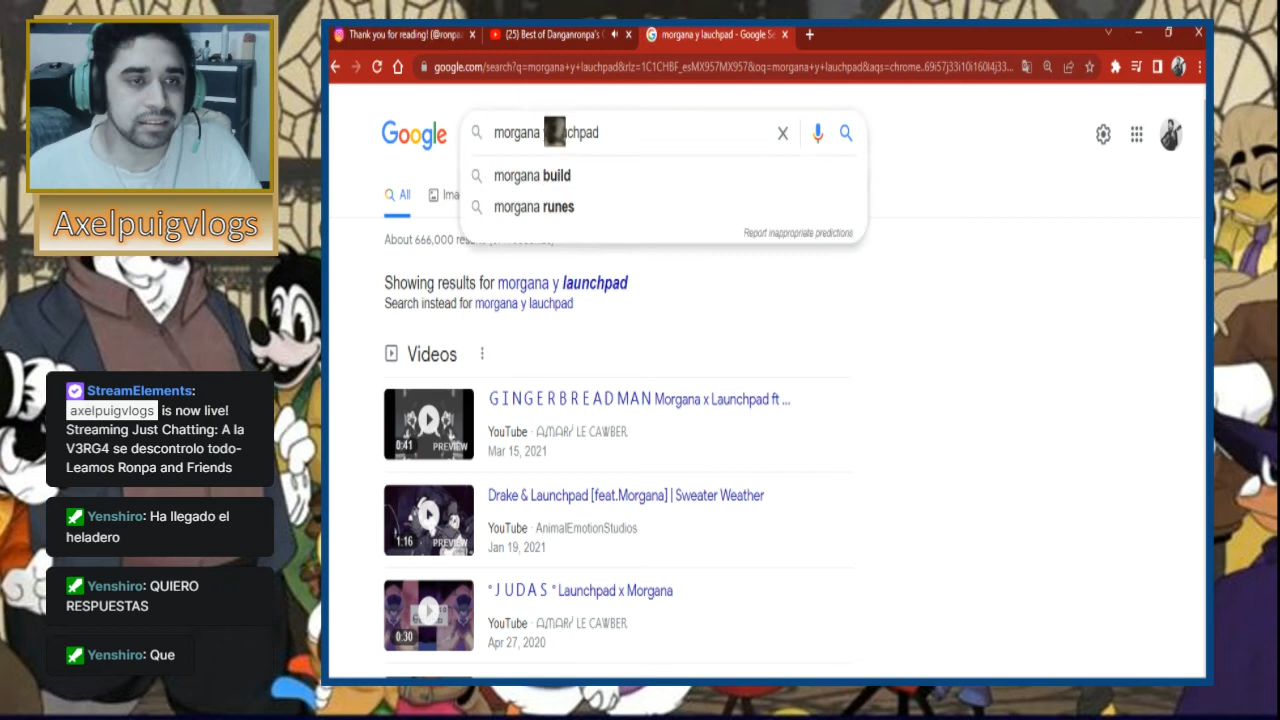 Thank you for reading! (@ronpa
(25) Best of Danganronpa's
morgana y lauchpad - Google Se
google.com/search?q=morgana+y+lauchpad&rlz=1C1CHBF_esMX957MX957&oq=morgana+y+lauchpad&aqs=chrome..69i57j33i10i160l4j33...
Google
morgana uchpad
morgana build
morgana runes
Report inappropriate predictions
All
Ima
About 666,000
Showing results for morgana y launchpad
Search instead for morgana y lauchpad
Videos
G I N G E R B R E A D M A N Morgana x Launchpad ft ...
YouTube · AMARY LE CAWBER
Mar 15, 2021
0:41
PREVIEW
Drake & Launchpad [feat.Morgana] | Sweater Weather
YouTube · AnimalEmotionStudios
Jan 19, 2021
1:16
PREVIEW
° J U D A S ° Launchpad x Morgana
YouTube · AMARY LE CAWBER
Apr 27, 2020
0:30
Axelpuigvlogs
StreamElements:
axelpuigvlogs is now live!
Streaming Just Chatting: A la
V3RG4 se descontrolo todo-
Leamos Ronpa and Friends
Yenshiro: Ha llegado el
heladero
Yenshiro: QUIERO
RESPUESTAS
Yenshiro: Que